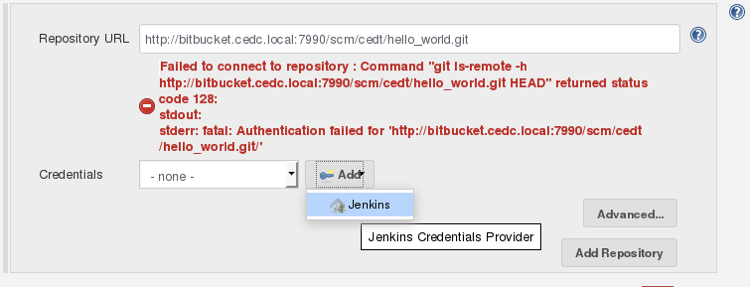 Repository URL
http://bitbucket.cedc.local:7990/scm/cedt/hello_world.git
Failed to connect to repository : Command "git ls-remote -h
http://bitbucket.cedc.local:7990/scm/cedt/hello_world.git HEAD" returned status
code 128:
stdout:
stderr: fatal: Authentication failed for 'http://bitbucket.cedc.local:7990/scm/cedt
/hello_world.git/'
Credentials
- none -
Add
Jenkins
Jenkins Credentials Provider
Advanced...
Add Repository